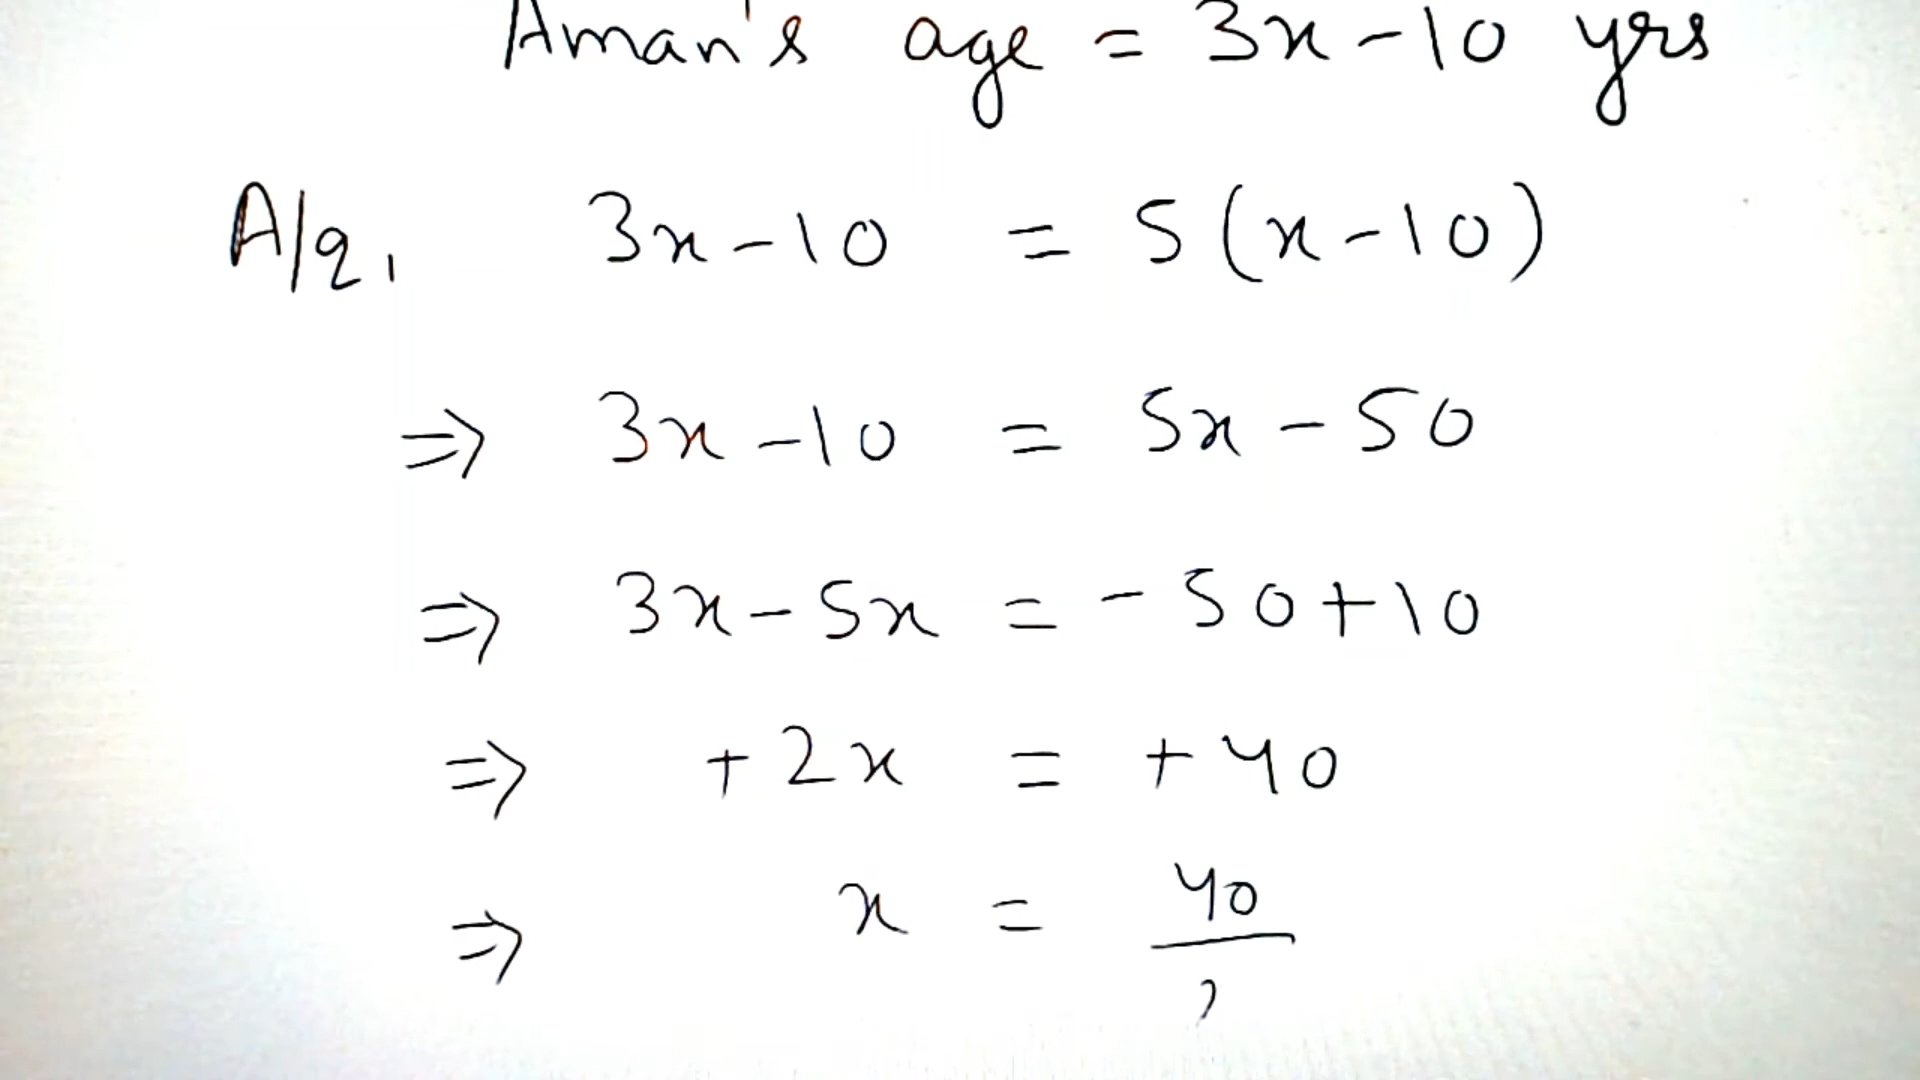 Aman's age = 3x - 10 yrs
A/q, 3x - 10 = 5 (x - 10)
⇒ 3x - 10 = 5x - 50
⇒ 3x - 5x = - 50 + 10
⇒ + 2x = + 40
⇒ x = 40